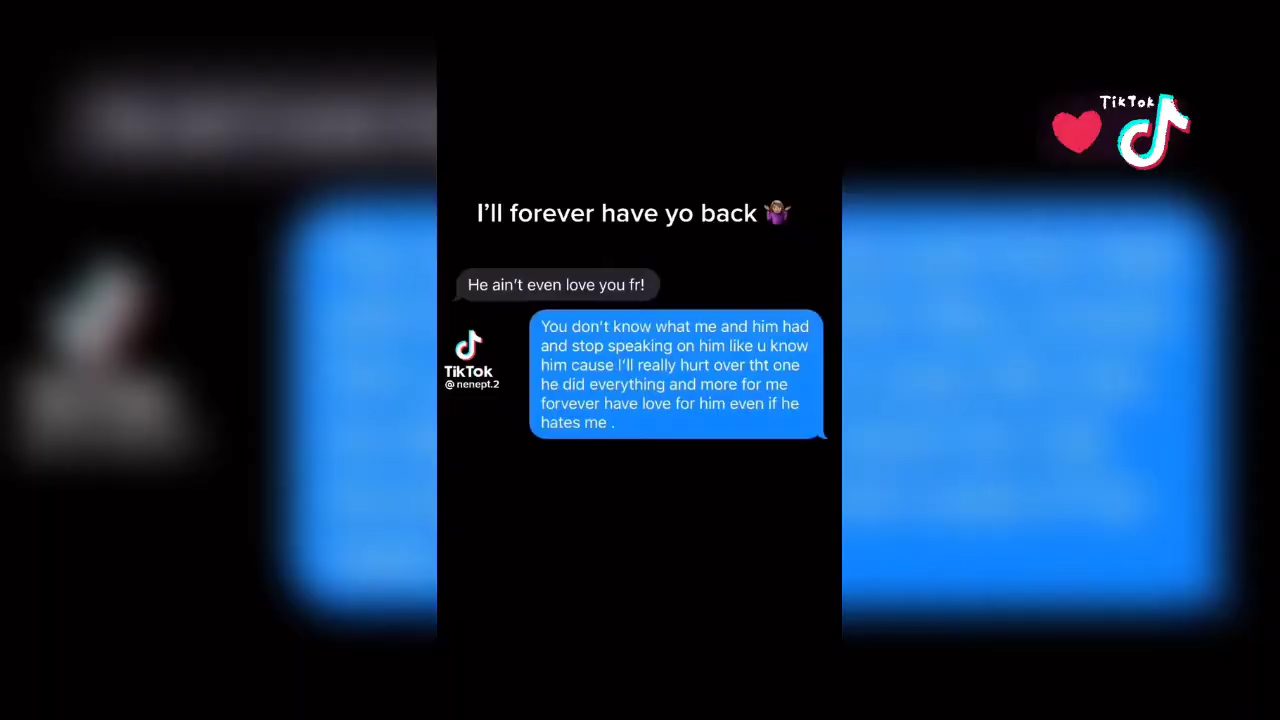 TikTok
I'll forever have yo back 🤷🏽‍♀️
He ain't even love you fr!
You don't know what me and him had
and stop speaking on him like u know
him cause I'll really hurt over tht one
he did everything and more for me
forvever have love for him even if he
hates me .
TikTok
@nenept.2